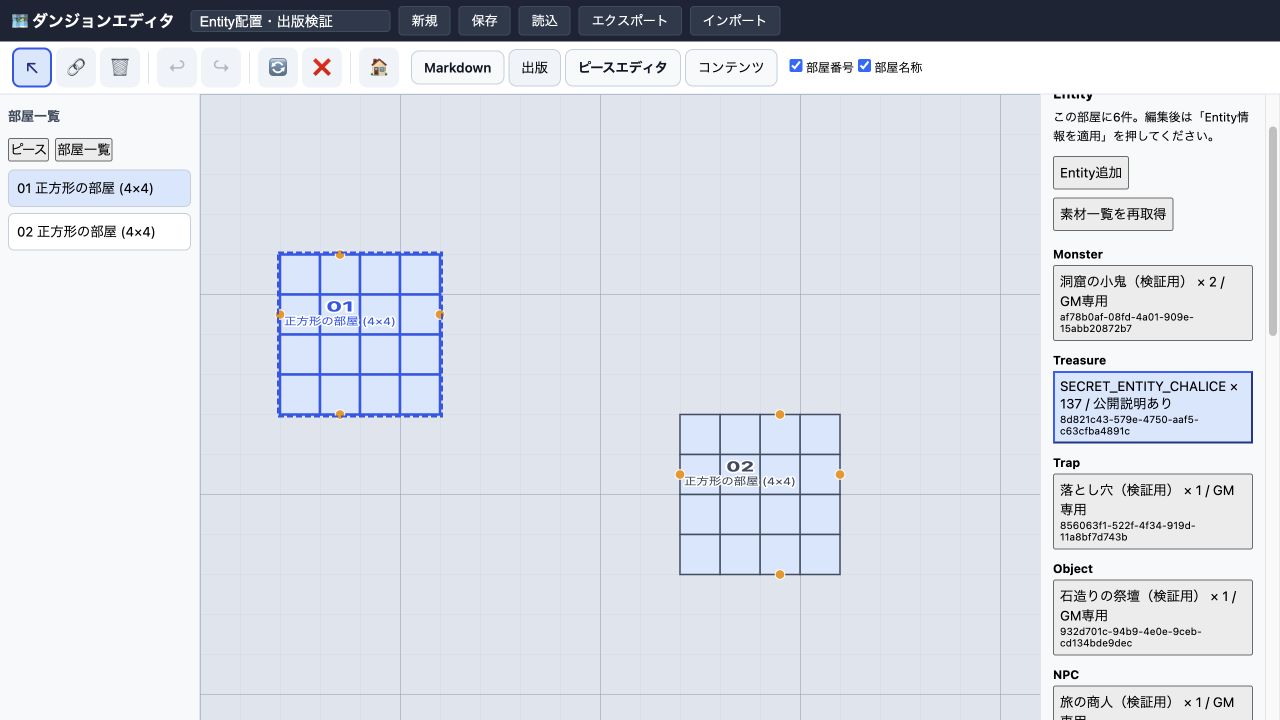 ダンジョンエディタ
Entity配置・出版検証
新規
保存
読込
エクスポート
インポート
Markdown
出版
ピースエディタ
コンテンツ
部屋番号
部屋名称
部屋一覧
ピース
部屋一覧
01 正方形の部屋 (4×4)
02 正方形の部屋 (4×4)
01
正方形の部屋 (4×4)
02
正方形の部屋 (4×4)
Entity
この部屋に6件。編集後は「Entity情
報を適用」を押してください。
Entity追加
素材一覧を再取得
Monster
洞窟の小鬼（検証用） × 2 /
GM専用
af78b0af-08fd-4a01-909e-
15abb20872b7
Treasure
SECRET_ENTITY_CHALICE ×
137 / 公開説明あり
8d821c43-579e-4750-aaf5-
c63cfba4891c
Trap
落とし穴（検証用） × 1 / GM
専用
856063f1-522f-4f34-919d-
11a8bf7d743b
Object
石造りの祭壇（検証用） × 1 /
GM専用
932d701c-94b9-4e0e-9ceb-
cd134bde9dec
NPC
旅の商人（検証用） × 1 / GM
専用